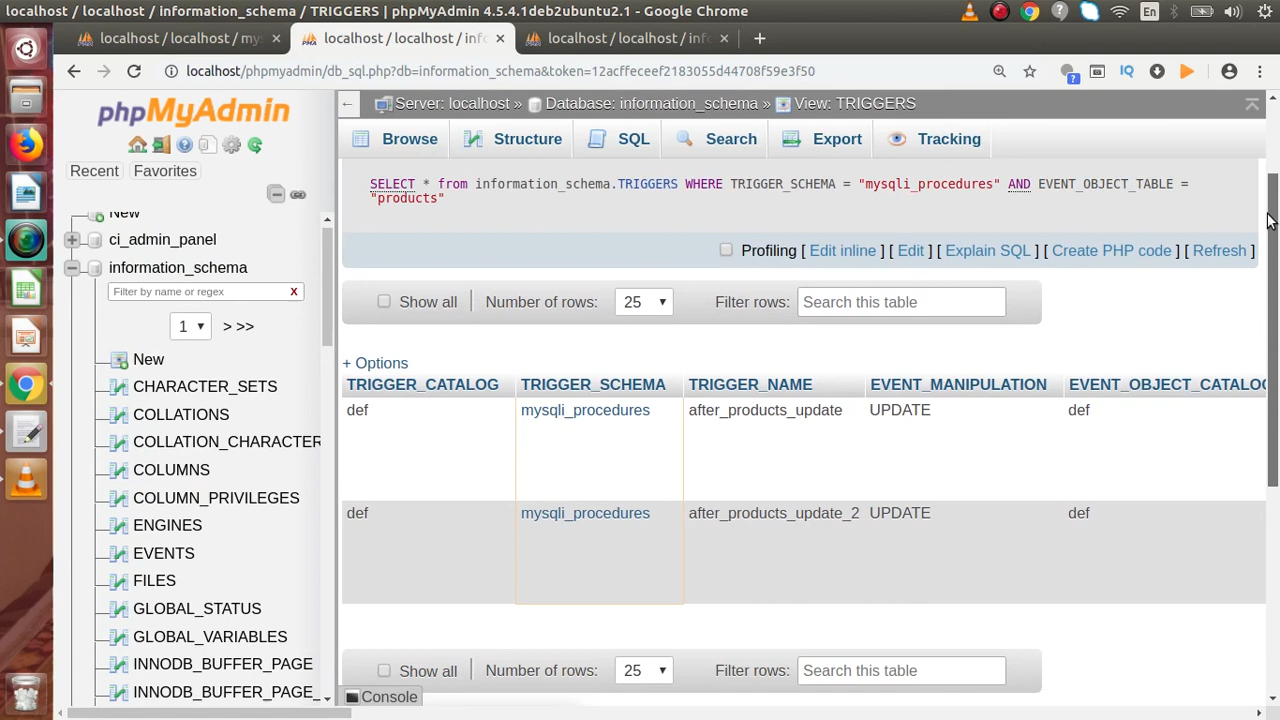 localhost / localhost / information_schema / TRIGGERS | phpMyAdmin 4.5.4.1deb2ubuntu2.1 - Google Chrome
En
localhost / localhost / my
localhost / localhost / inf
localhost / localhost / inf
localhost/phpmyadmin/db_sql.php?db=information_schema&token=12acffeceef2183055d44708f59e3f50
IQ
phpMyAdmin
Recent
Favorites
New
ci_admin_panel
information_schema
Filter by name or regex
X
1
> >>
New
CHARACTER_SETS
COLLATIONS
COLLATION_CHARACTER
COLUMNS
COLUMN_PRIVILEGES
ENGINES
EVENTS
FILES
GLOBAL_STATUS
GLOBAL_VARIABLES
INNODB_BUFFER_PAGE
INNODB_BUFFER_PAGE_
Server: localhost » Database: information_schema » View: TRIGGERS
Browse
Structure
SQL
Search
Export
Tracking
SELECT * from information_schema.TRIGGERS WHERE TRIGGER_SCHEMA = "mysqli_procedures" AND EVENT_OBJECT_TABLE =
"products"
Profiling [ Edit inline ] [ Edit ] [ Explain SQL ] [ Create PHP code ] [ Refresh ]
Show all
Number of rows:
25
Filter rows:
Search this table
+ Options
TRIGGER_CATALOG TRIGGER_SCHEMA TRIGGER_NAME EVENT_MANIPULATION EVENT_OBJECT_CATALOG
def mysqli_procedures after_products_update UPDATE def
def mysqli_procedures after_products_update_2 UPDATE def
Show all
Number of rows:
25
Filter rows:
Search this table
Console